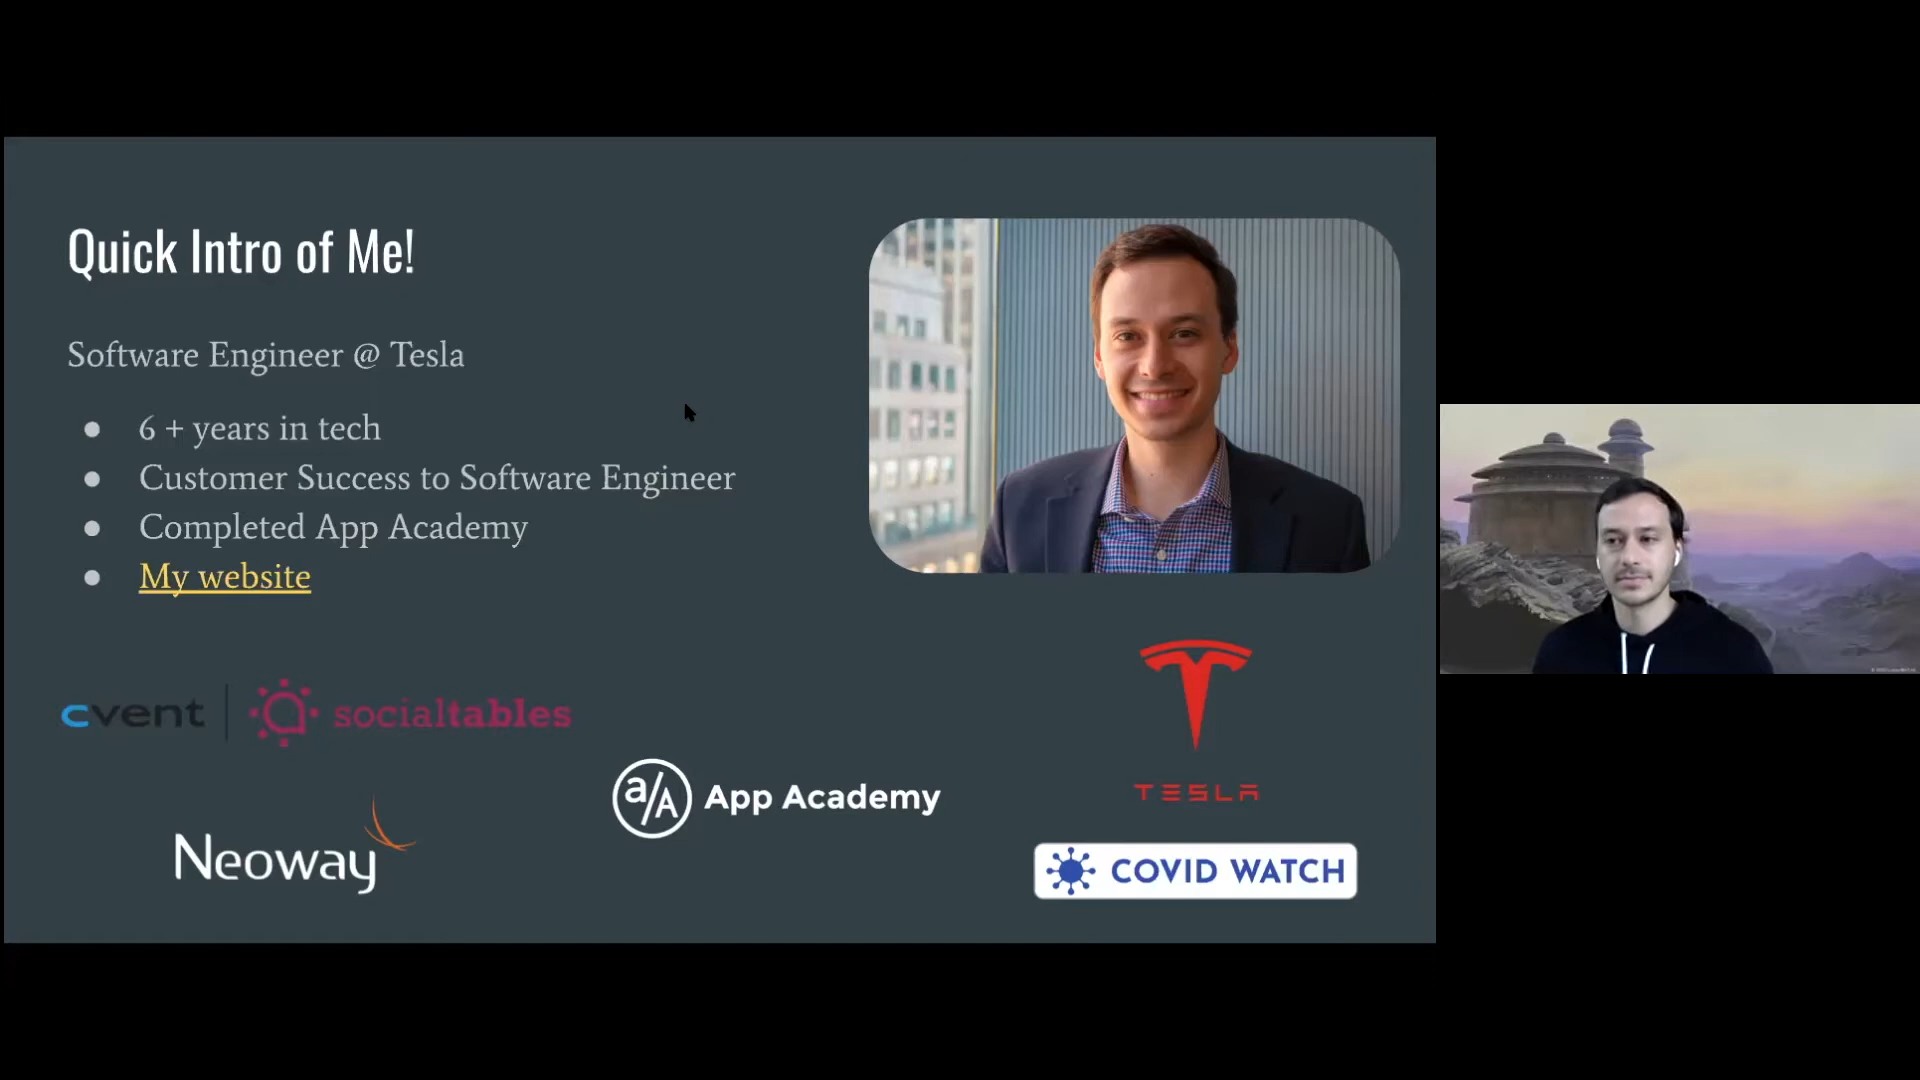 Quick Intro of Me!
Software Engineer @ Tesla
● 6 + years in tech
● Customer Success to Software Engineer
● Completed App Academy
● My website
cvent | socialtables
a/A App Academy
Neoway
TESLA
COVID WATCH